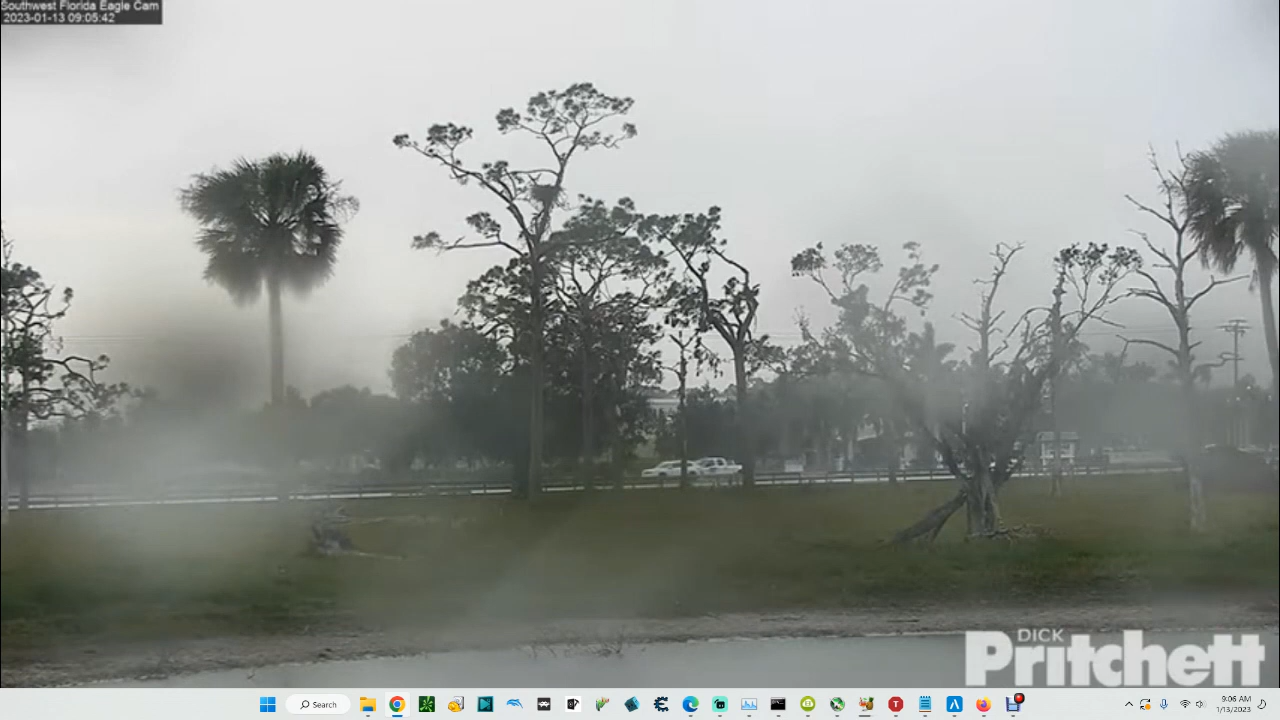 Southwest Florida Eagle Cam
2023-01-13 09:05:42
DICK
Pritchett
Search
9:06 AM
1/13/2023